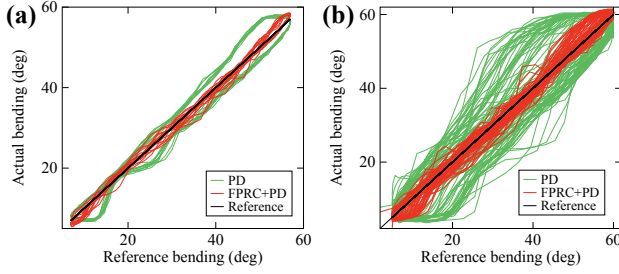 (a)
60
40
20
Actual bending (deg)
PD
FPRC+PD
Reference
20
40
60
Reference bending (deg)
(b)
60
40
20
Actual bending (deg)
PD
FPRC+PD
Reference
20
40
60
Reference bending (deg)